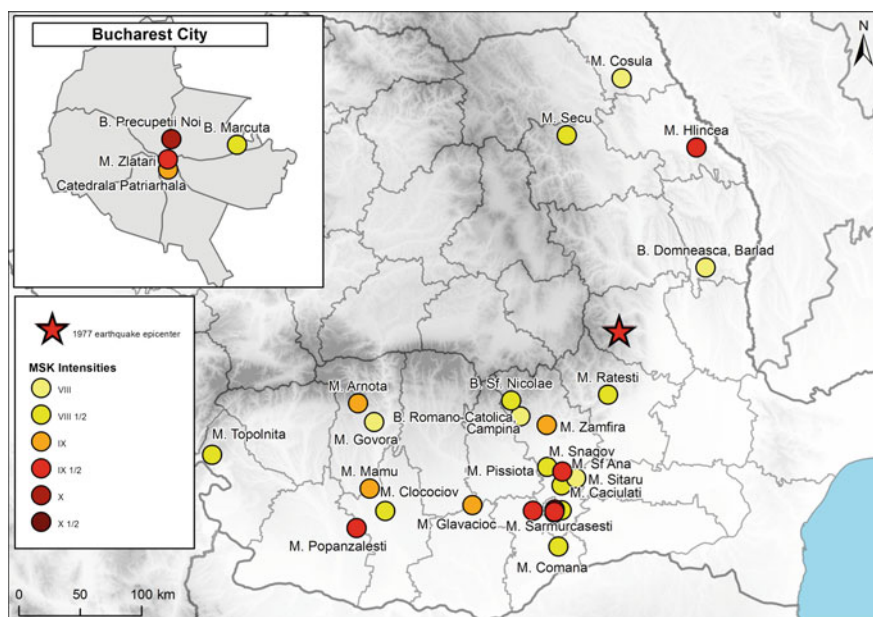 Bucharest City
B. Precupetii Noi
B. Marcuta
M. Zlatari
Catedrala Patriarhala
N
M. Cosula
M. Secu
M. Hlincea
B. Domneasca, Barlad
1977 earthquake epicenter
MSK Intensities
VIII
VIII 1/2
IX
IX 1/2
X
X 1/2
M. Ratesti
B. Sf. Nicolae
M. Arnota
B. Romano-Catolica,
Campina
M. Zamfira
M. Govora
M. Topolnita
M. Snagov
M. Sf Ana
M. Pissiota
M. Sitaru
M. Mamu
M. Caciulati
M. Clocociov
M. Glavacioc
M. Sarmurcasesti
M. Popanzalesti
M. Comana
0 50 100 km